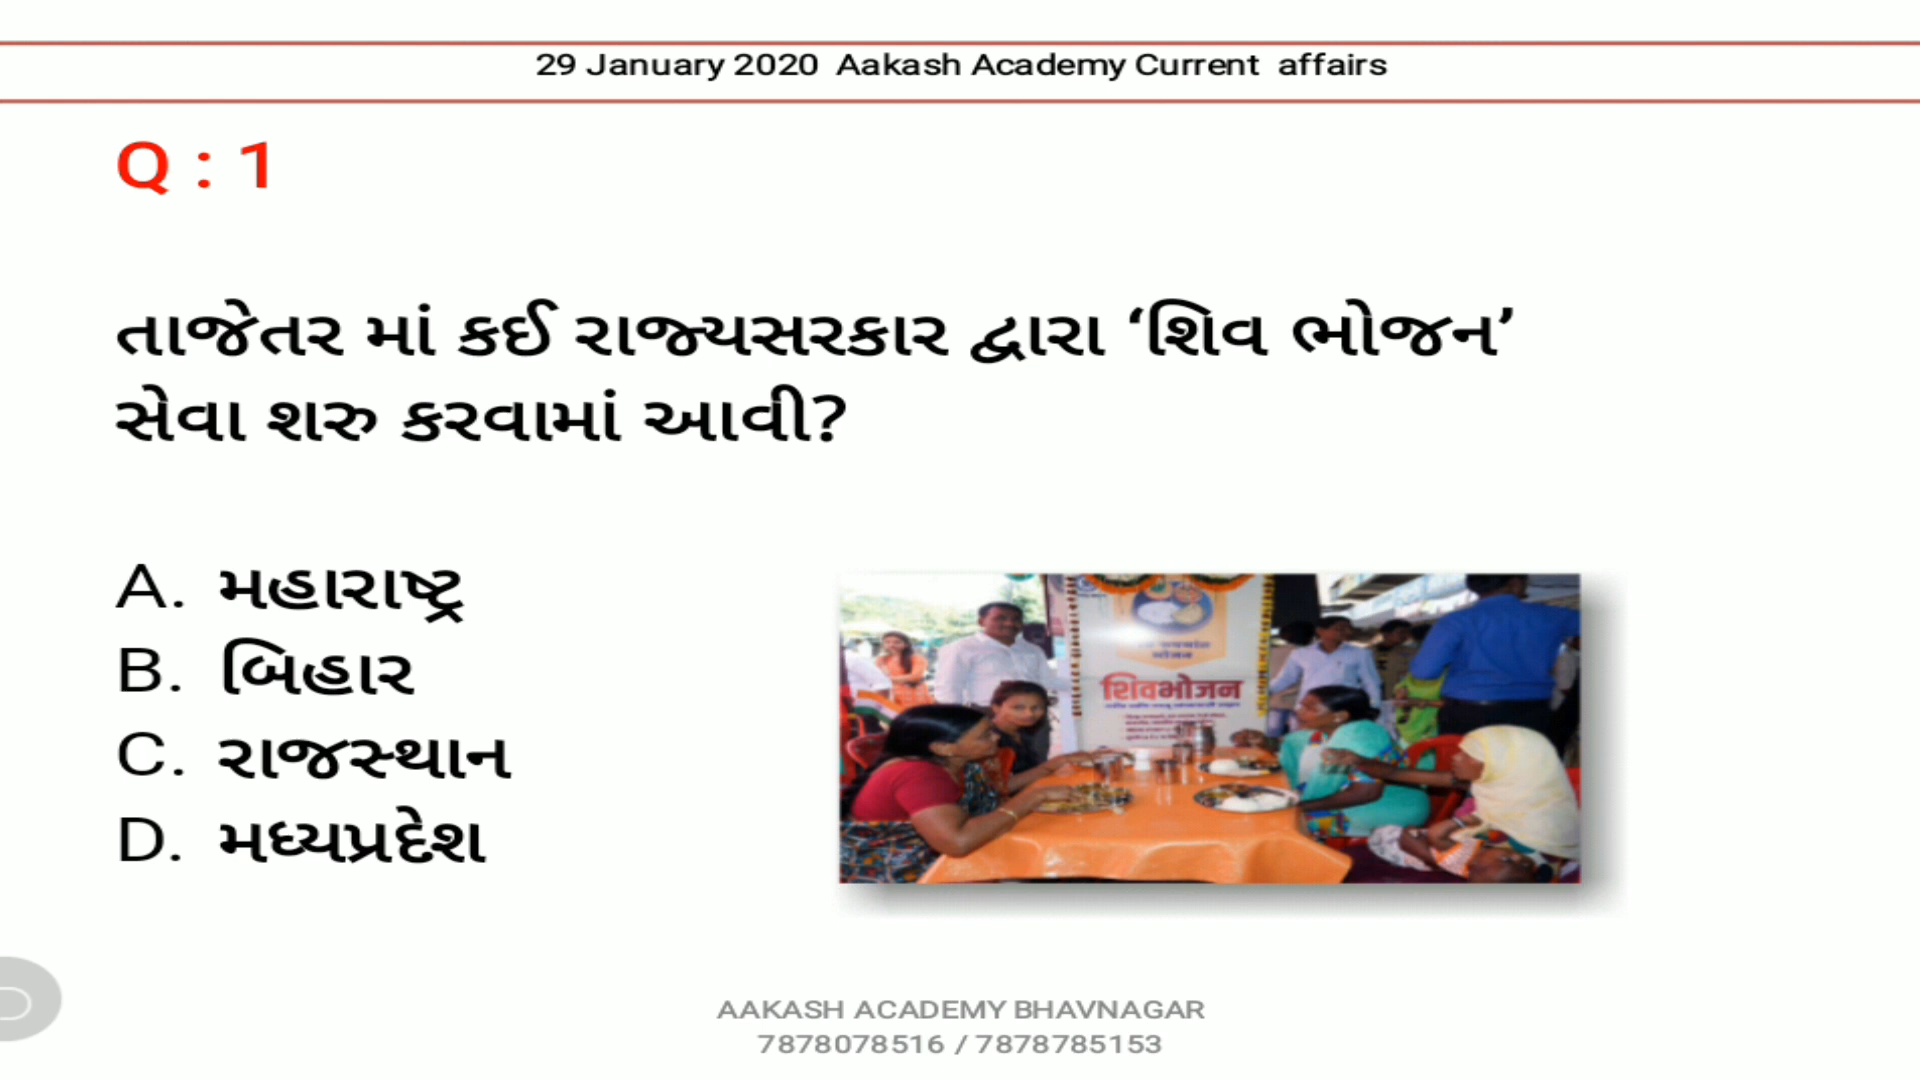 29 January 2020 Aakash Academy Current affairs
Q : 1
તાજેતર માં કઈ રાજ્યસરકાર દ્વારા ‘શિવ ભોજન’
સેવા શરુ કરવામાં આવી?
A. મહારાષ્ટ્ર
B. બિહાર
C. રાજસ્થાન
D. મધ્યપ્રદેશ
शिवभोजन
AAKASH ACADEMY BHAVNAGAR
7878078516 / 7878785153